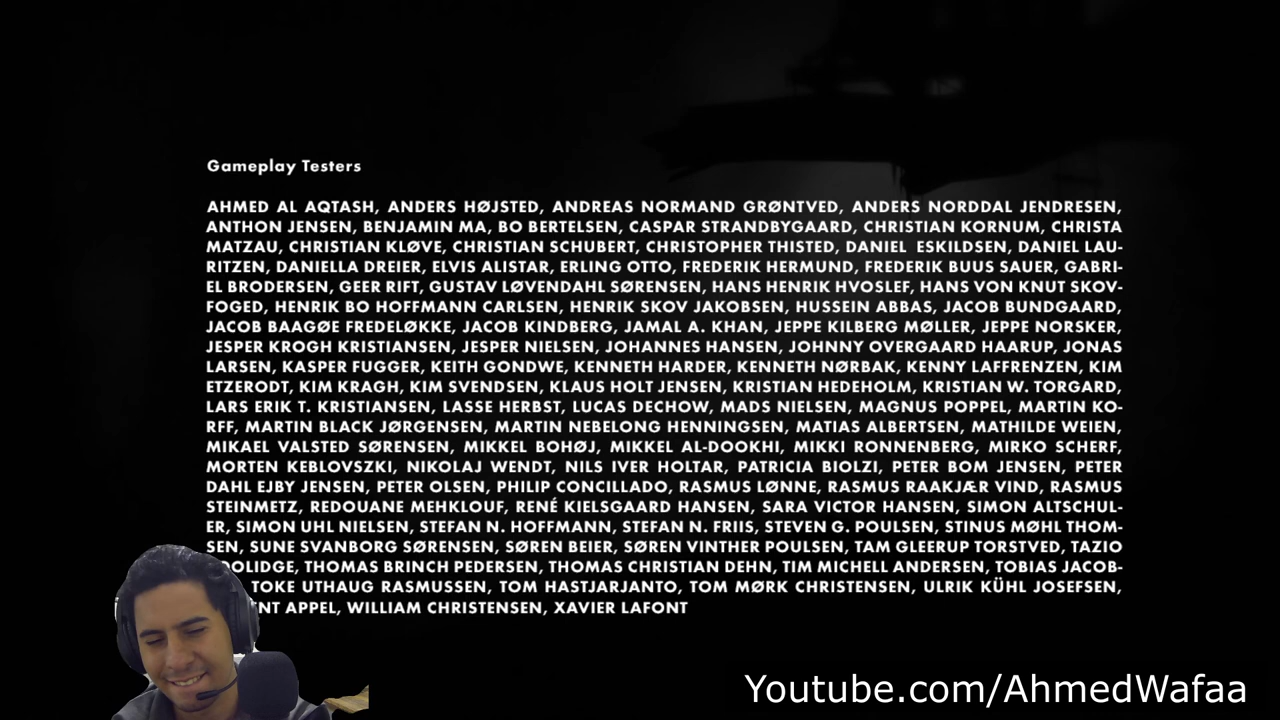 Gameplay Testers
AHMED AL AQTASH, ANDERS HØJSTED, ANDREAS NORMAND GRØNTVED, ANDERS NORDDAL JENDRESEN,
ANTHON JENSEN, BENJAMIN MA, BO BERTELSEN, CASPAR STRANDBYGAARD, CHRISTIAN KORNUM, CHRISTA
MATZAU, CHRISTIAN KLØVE, CHRISTIAN SCHUBERT, CHRISTOPHER THISTED, DANIEL ESKILDSEN, DANIEL LAU-
RITZEN, DANIELLA DREIER, ELVIS ALISTAR, ERLING OTTO, FREDERIK HERMUND, FREDERIK BUUS SAUER, GABRI-
EL BRODERSEN, GEER RIFT, GUSTAV LØVENDAHL SØRENSEN, HANS HENRIK HVOSLEF, HANS VON KNUT SKOV-
FOGED, HENRIK BO HOFFMANN CARLSEN, HENRIK SKOV JAKOBSEN, HUSSEIN ABBAS, JACOB BUNDGAARD,
JACOB BAAGØE FREDELØKKE, JACOB KINDBERG, JAMAL A. KHAN, JEPPE KILBERG MØLLER, JEPPE NORSKER,
JESPER KROGH KRISTIANSEN, JESPER NIELSEN, JOHANNES HANSEN, JOHNNY OVERGAARD HAARUP, JONAS
LARSEN, KASPER FUGGER, KEITH GONDWE, KENNETH HARDER, KENNETH NØRBAK, KENNY LAFFRENZEN, KIM
ETZERODT, KIM KRAGH, KIM SVENDSEN, KLAUS HOLT JENSEN, KRISTIAN HEDEHOLM, KRISTIAN W. TORGARD,
LARS ERIK T. KRISTIANSEN, LASSE HERBST, LUCAS DECHOW, MADS NIELSEN, MAGNUS POPPEL, MARTIN KO-
RFF, MARTIN BLACK JØRGENSEN, MARTIN NEBELONG HENNINGSEN, MATIAS ALBERTSEN, MATHILDE WEIEN,
MIKAEL VALSTED SØRENSEN, MIKKEL BOHØJ, MIKKEL AL-DOOKHI, MIKKI RONNENBERG, MIRKO SCHERF,
MORTEN KEBLOVSZKI, NIKOLAJ WENDT, NILS IVER HOLTAR, PATRICIA BIOLZI, PETER BOM JENSEN, PETER
DAHL EJBY JENSEN, PETER OLSEN, PHILIP CONCILLADO, RASMUS LØNNE, RASMUS RAAKJÆR VIND, RASMUS
STEINMETZ, REDOUANE MEHKLOUF, RENÉ KIELSGAARD HANSEN, SARA VICTOR HANSEN, SIMON ALTSCHUL-
ER, SIMON UHL NIELSEN, STEFAN N. HOFFMANN, STEFAN N. FRIIS, STEVEN G. POULSEN, STINUS MØHL THOM-
SEN, SUNE SVANBORG SØRENSEN, SØREN BEIER, SØREN VINTHER POULSEN, TAM GLEERUP TORSTVED, TAZIO
OOLIDGE, THOMAS BRINCH PEDERSEN, THOMAS CHRISTIAN DEHN, TIM MICHELL ANDERSEN, TOBIAS JACOB-
TOKE UTHAUG RASMUSSEN, TOM HASTJARJANTO, TOM MØRK CHRISTENSEN, ULRIK KÜHL JOSEFSEN,
ENT APPEL, WILLIAM CHRISTENSEN, XAVIER LAFONT
Youtube.com/AhmedWafaa